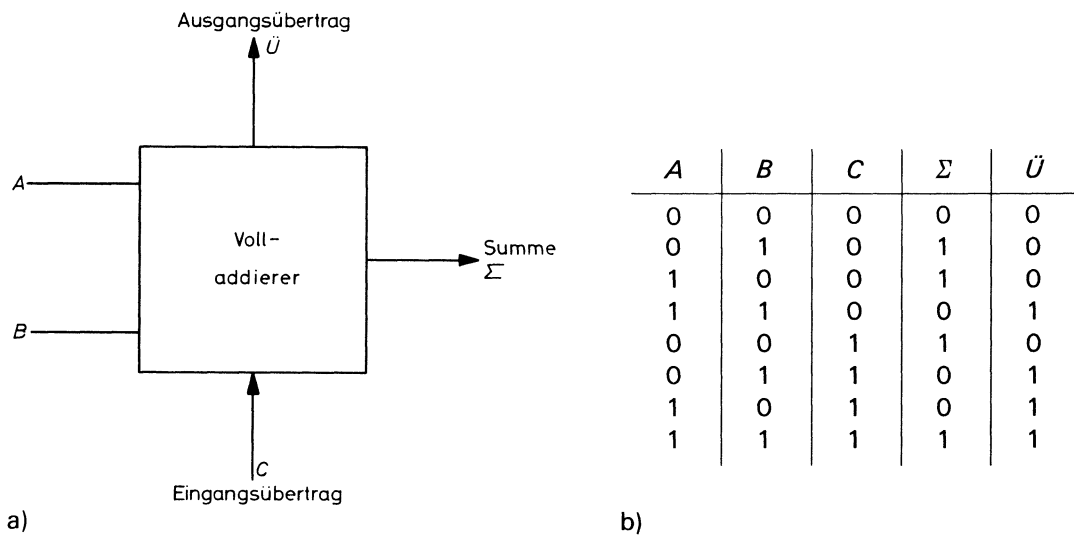 Ausgangsübertrag
Ü
A
Voll-
addierer
Summe
Σ
B
C
Eingangsübertrag
a)
A B C Σ Ü
0 0 0 0 0
0 1 0 1 0
1 0 0 1 0
1 1 0 0 1
0 0 1 1 0
0 1 1 0 1
1 0 1 0 1
1 1 1 1 1
b)